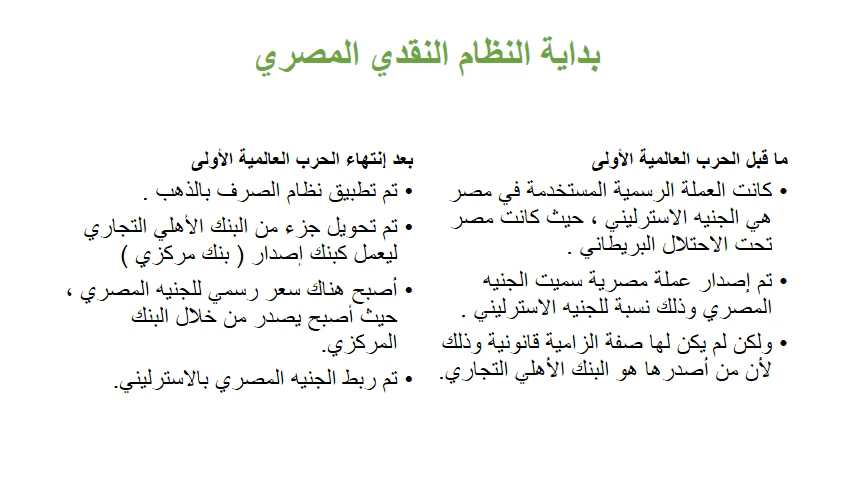 بداية النظام النقدي المصري
ما قبل الحرب العالمية الأولى
• كانت العملة الرسمية المستخدمة في مصر
هي الجنيه الاسترليني ، حيث كانت مصر
تحت الاحتلال البريطاني .
• تم إصدار عملة مصرية سميت الجنيه
المصري وذلك نسبة للجنيه الاسترليني .
• ولكن لم يكن لها صفة الزامية قانونية وذلك
لأن من أصدرها هو البنك الأهلي التجاري.
بعد إنتهاء الحرب العالمية الأولى
• تم تطبيق نظام الصرف بالذهب .
• تم تحويل جزء من البنك الأهلي التجاري
ليعمل كبنك إصدار ( بنك مركزي )
• أصبح هناك سعر رسمي للجنيه المصري ،
حيث أصبح يصدر من خلال البنك
المركزي.
• تم ربط الجنيه المصري بالاسترليني.